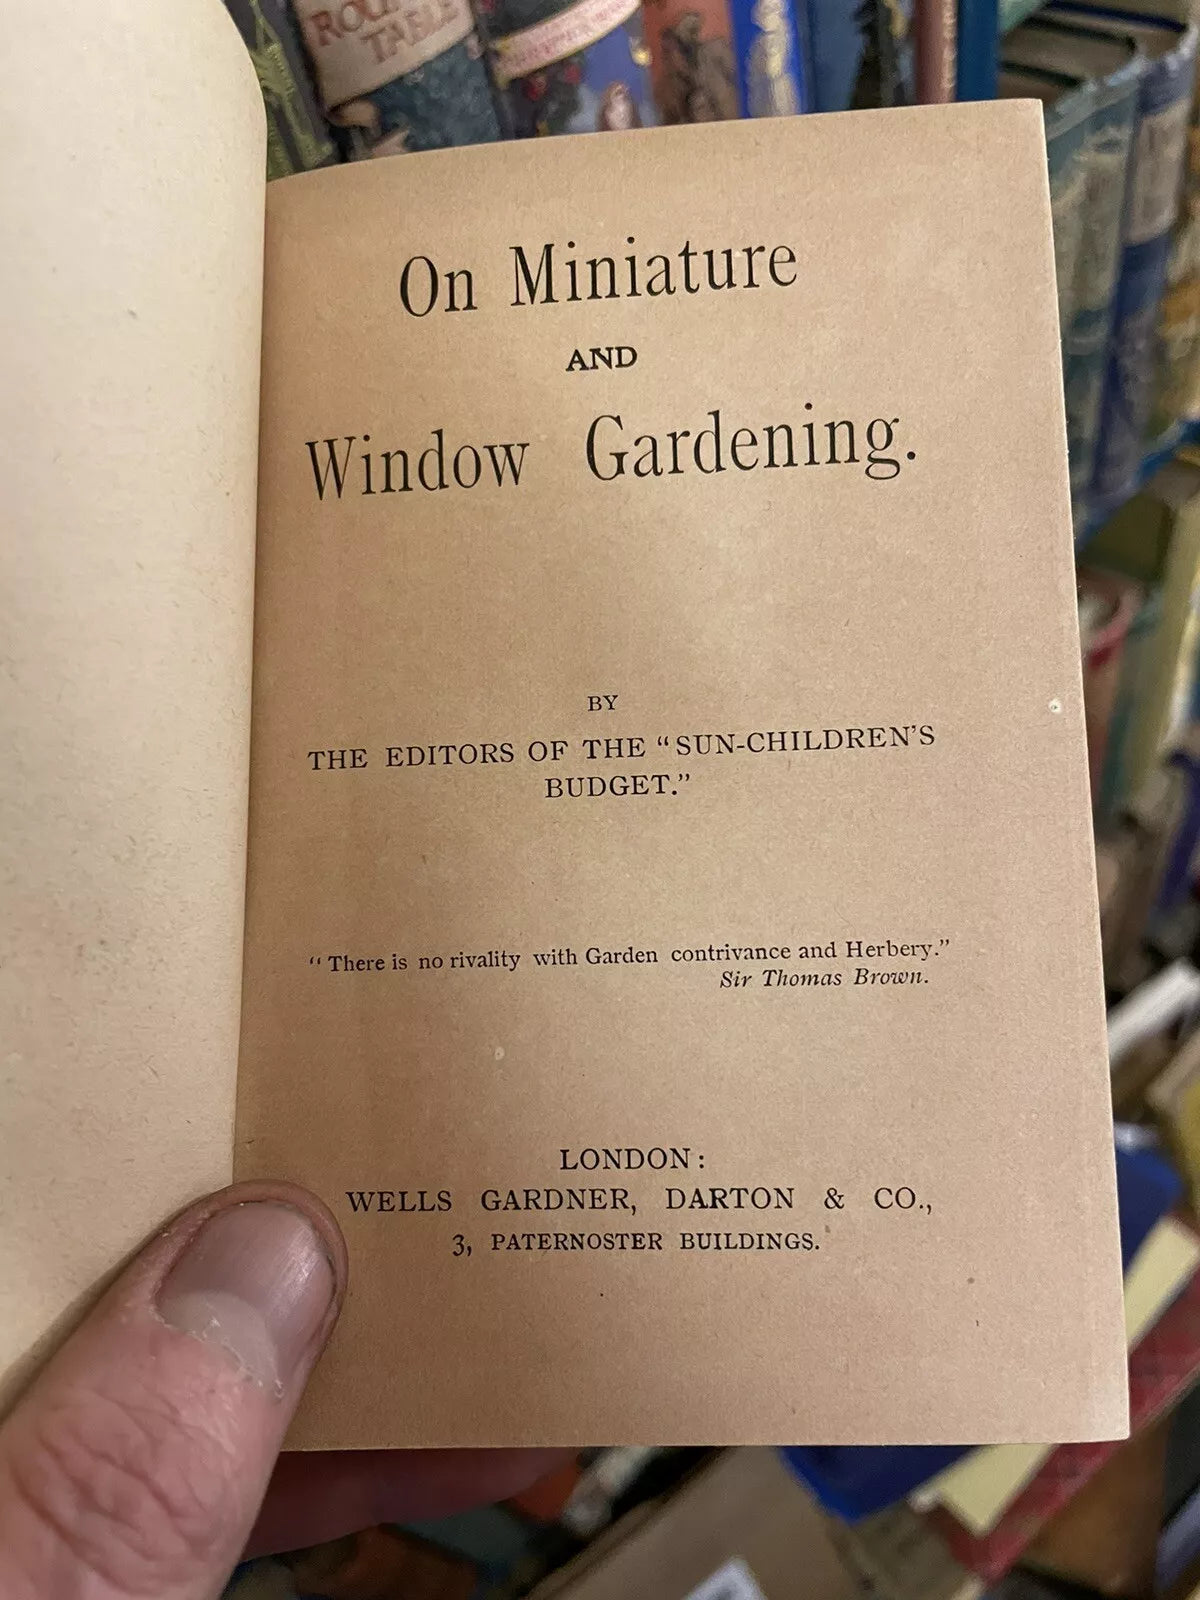 TABLE
On Miniature
AND
Window Gardening.
BY
THE EDITORS OF THE “SUN-CHILDREN’S
BUDGET.”
“There is no rivality with Garden contrivance and Herbery.”
Sir Thomas Brown.
LONDON:
WELLS GARDNER, DARTON & CO.,
3, PATERNOSTER BUILDINGS.